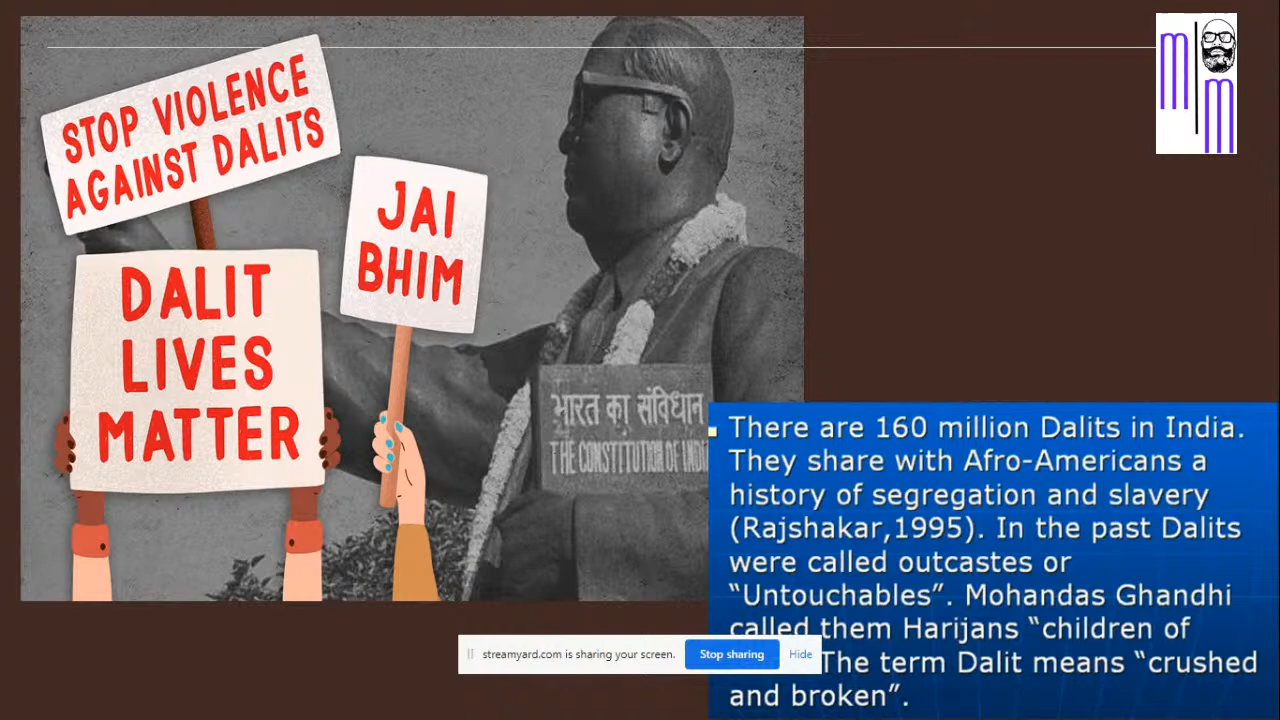 STOP VIOLENCE
AGAINST DALITS
JAI
BHIM
DALIT
LIVES
MATTER
भारत का संविधान
THE CONSTITUTION OF INDI
m m
There are 160 million Dalits in India.
They share with Afro-Americans a
history of segregation and slavery
(Rajshakar,1995). In the past Dalits
were called outcastes or
“Untouchables”. Mohandas Ghandhi
called them Harijans “children of
The term Dalit means “crushed
and broken”.
streamyard.com is sharing your screen.
Stop sharing
Hide